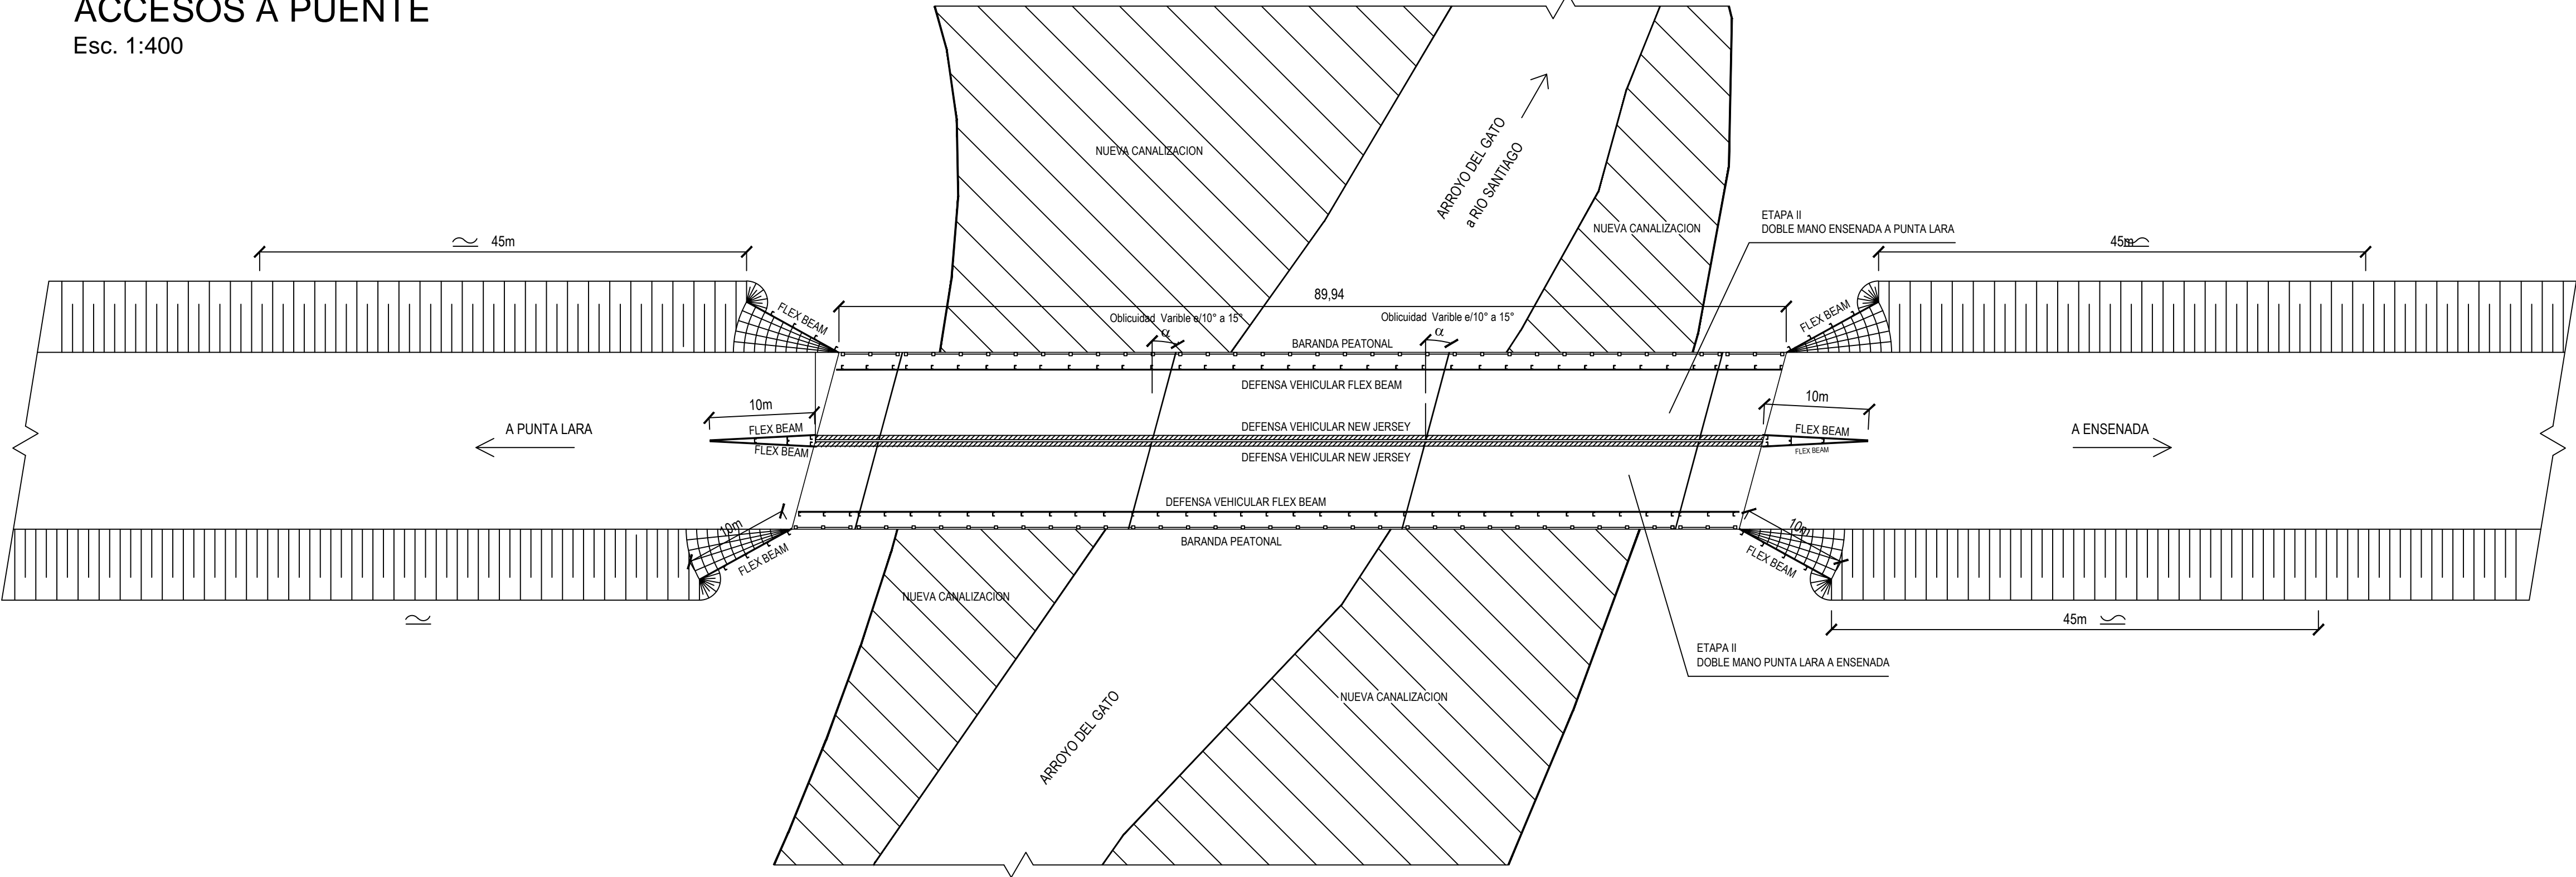 ACCESOS A PUENTE
Esc. 1:400
NUEVA CANALIZACION
ARROYO DEL GATO
a RIO SANTIAGO
NUEVA CANALIZACION
ETAPA II
DOBLE MANO ENSENADA A PUNTA LARA
45m
45m
89,94
FLEX BEAM
FLEX BEAM
Oblicuidad Varible e/10° a 15°
Oblicuidad Varible e/10° a 15°
α
α
BARANDA PEATONAL
DEFENSA VEHICULAR FLEX BEAM
10m
10m
A PUNTA LARA
FLEX BEAM
DEFENSA VEHICULAR NEW JERSEY
FLEX BEAM
A ENSENADA
FLEX BEAM
DEFENSA VEHICULAR NEW JERSEY
FLEX BEAM
DEFENSA VEHICULAR FLEX BEAM
10m
10m
BARANDA PEATONAL
FLEX BEAM
FLEX BEAM
NUEVA CANALIZACION
45m
ETAPA II
DOBLE MANO PUNTA LARA A ENSENADA
NUEVA CANALIZACION
ARROYO DEL GATO